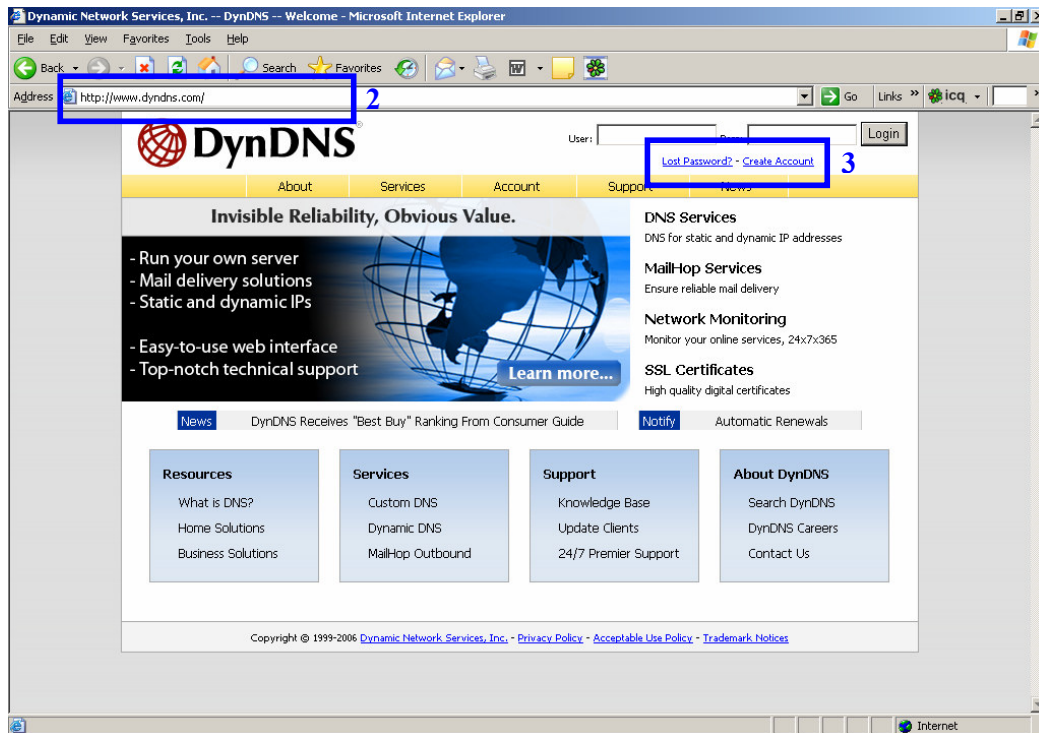 Dynamic Network Services, Inc. -- DynDNS -- Welcome - Microsoft Internet Explorer
File Edit View Favorites Tools Help
Back Search Favorites
Address http://www.dyndns.com/ 2 Go Links » icq
DynDNS
User: Login
Lost Password? - Create Account 3
About Services Account Support News
Invisible Reliability, Obvious Value.
- Run your own server
- Mail delivery solutions
- Static and dynamic IPs
- Easy-to-use web interface
- Top-notch technical support
Learn more...
DNS Services
DNS for static and dynamic IP addresses
MailHop Services
Ensure reliable mail delivery
Network Monitoring
Monitor your online services, 24x7x365
SSL Certificates
High quality digital certificates
News DynDNS Receives "Best Buy" Ranking From Consumer Guide Notify Automatic Renewals
Resources
What is DNS?
Home Solutions
Business Solutions
Services
Custom DNS
Dynamic DNS
MailHop Outbound
Support
Knowledge Base
Update Clients
24/7 Premier Support
About DynDNS
Search DynDNS
DynDNS Careers
Contact Us
Copyright © 1999-2006 Dynamic Network Services, Inc. - Privacy Policy - Acceptable Use Policy - Trademark Notices
Internet